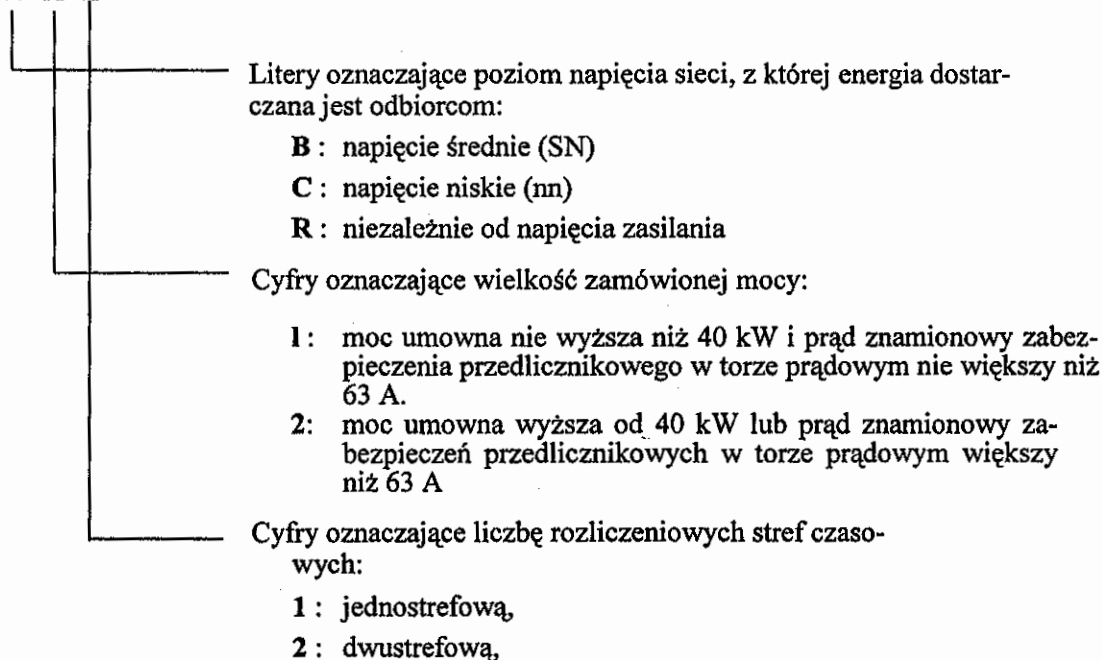 Litery oznaczające poziom napięcia sieci, z której energia dostar-
czana jest odbiorcom:
B : napięcie średnie (SN)
C : napięcie niskie (nn)
R : niezależnie od napięcia zasilania
Cyfry oznaczające wielkość zamówionej mocy:
1 : moc umowna nie wyższa niż 40 kW i prąd znamionowy zabez-
pieczenia przedlicznikowego w torze prądowym nie większy niż
63 A.
2: moc umowna wyższa od 40 kW lub prąd znamionowy za-
bezpieczeń przedlicznikowych w torze prądowym większy
niż 63 A
Cyfry oznaczające liczbę rozliczeniowych stref czaso-
wych:
1 : jednostrefową,
2 : dwustrefową,